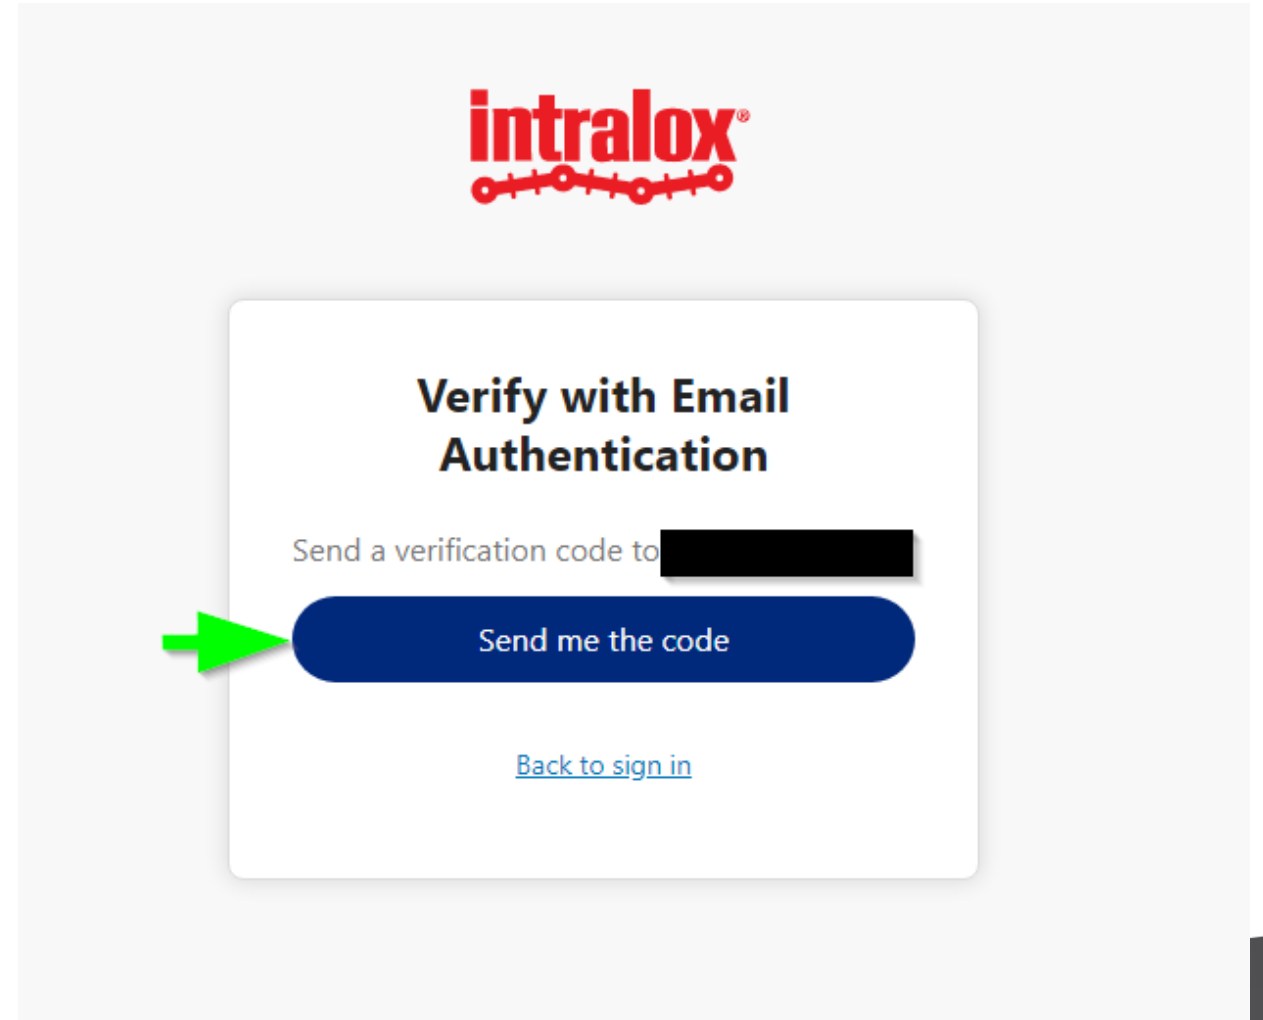 intralox®
Verify with Email
Authentication
Send a verification code to
Send me the code
Back to sign in